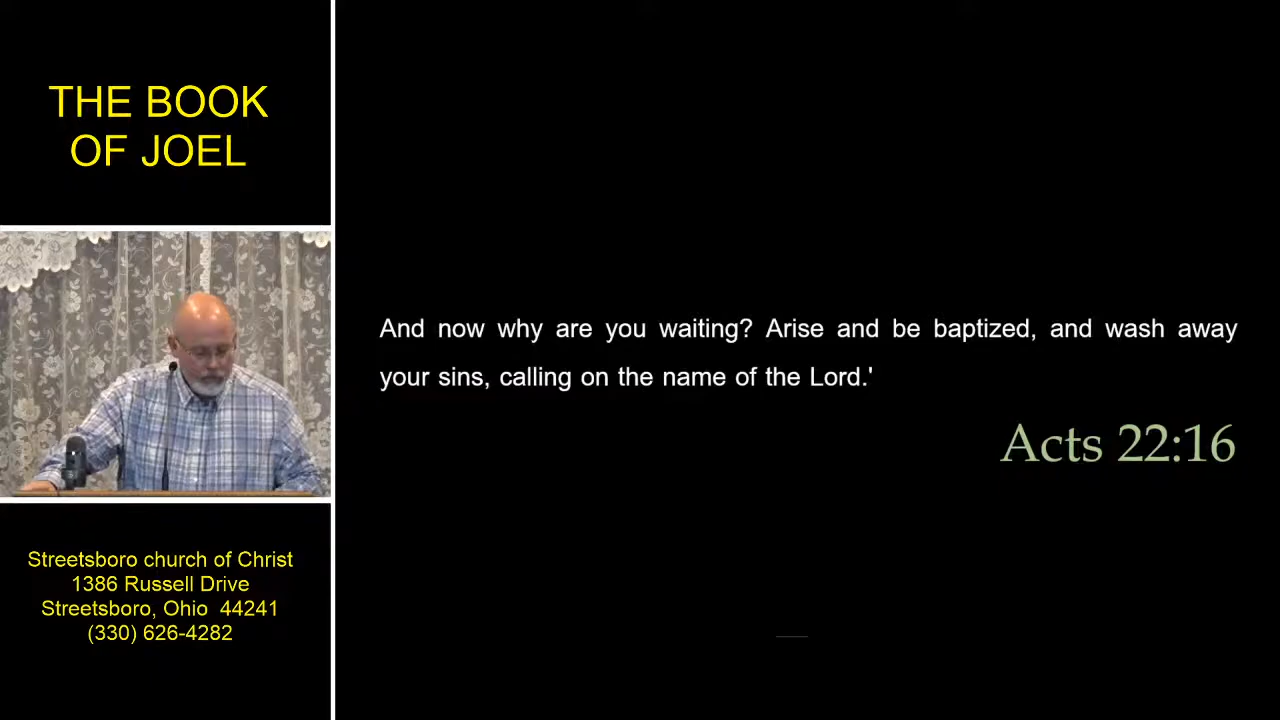 THE BOOK
OF JOEL
And now why are you waiting? Arise and be baptized, and wash away
your sins, calling on the name of the Lord.'
Acts 22:16
Streetsboro church of Christ
1386 Russell Drive
Streetsboro, Ohio  44241
(330) 626-4282